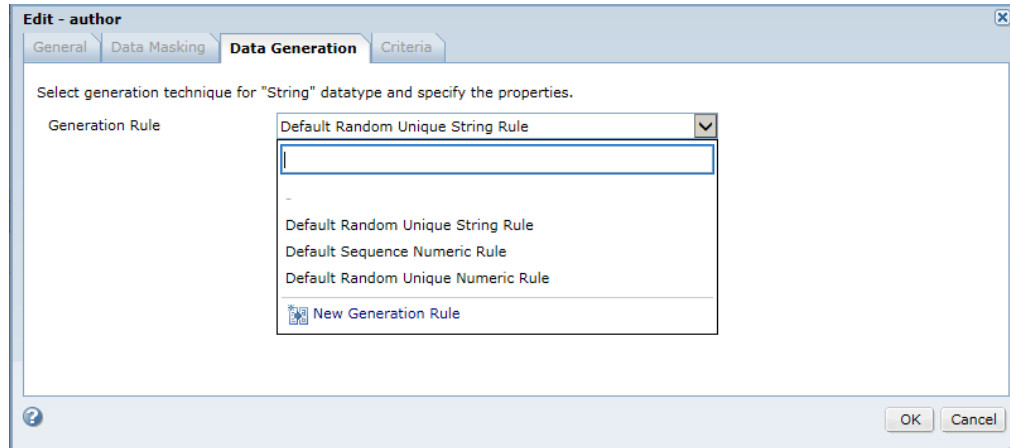 Edit - author
General Data Masking Data Generation Criteria
Select generation technique for "String" datatype and specify the properties.
Generation Rule Default Random Unique String Rule
-
Default Random Unique String Rule
Default Sequence Numeric Rule
Default Random Unique Numeric Rule
New Generation Rule
? OK Cancel